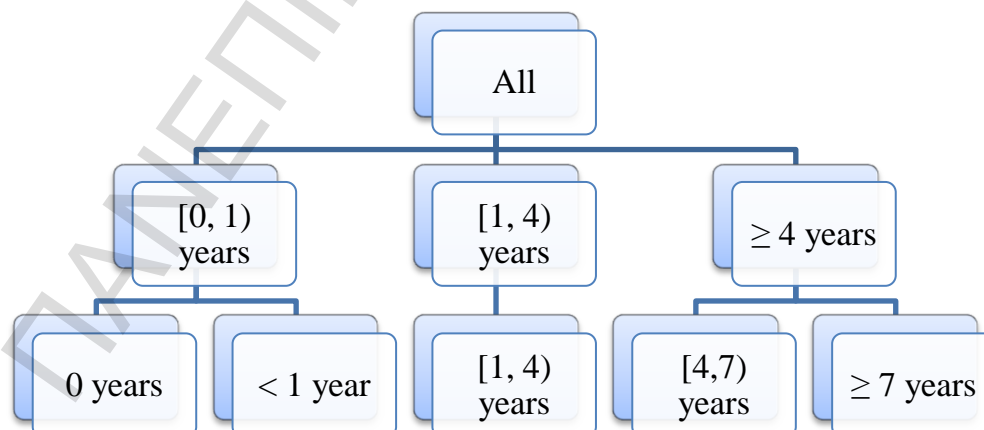 All
[0, 1)
years
[1, 4)
years
≥ 4 years
0 years
< 1 year
[1, 4)
years
[4,7)
years
≥ 7 years